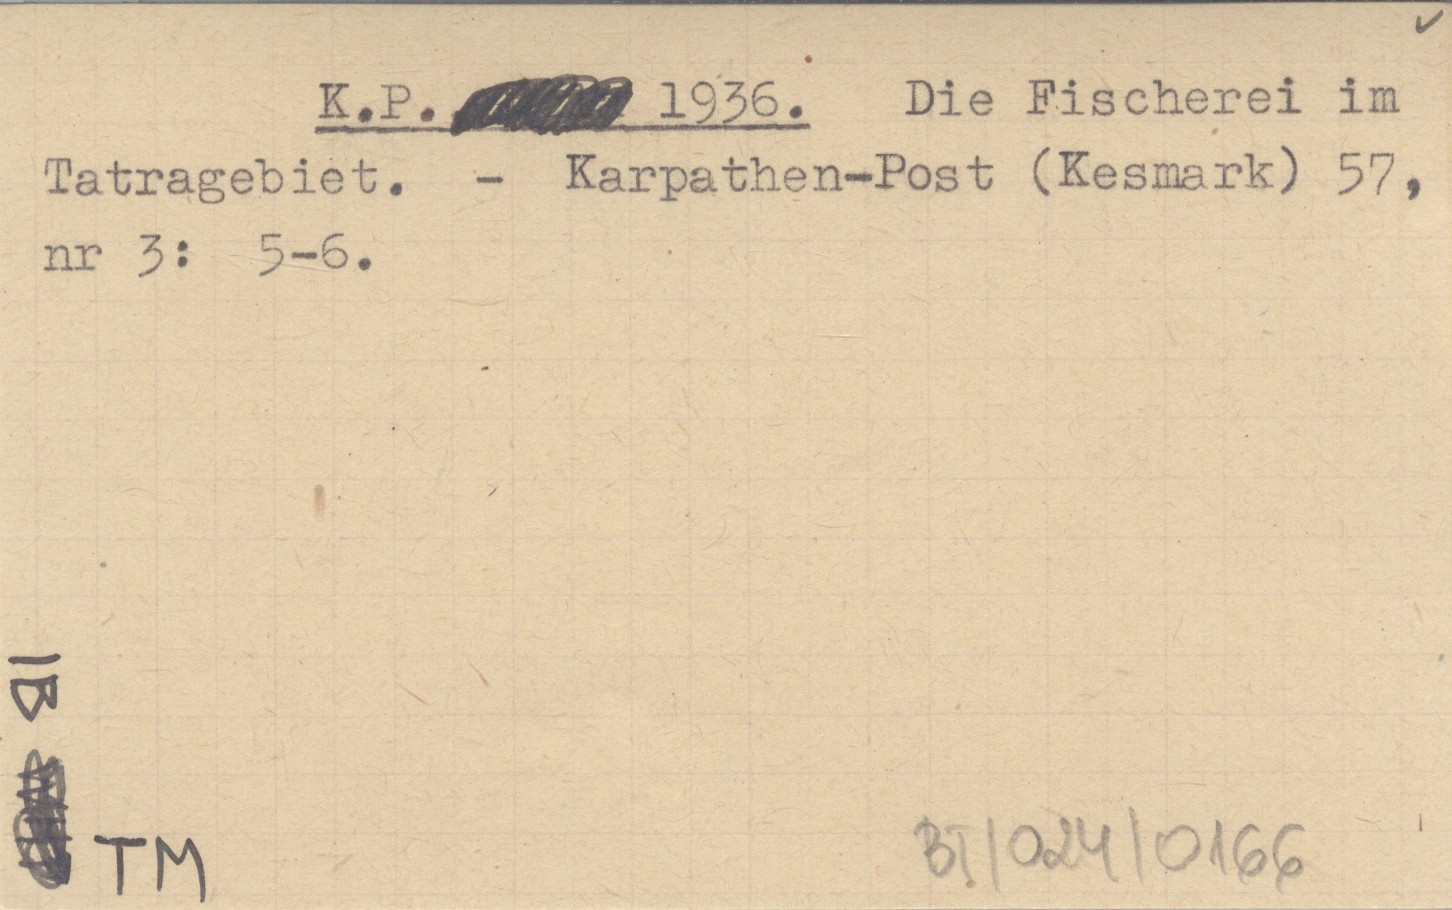 K.P. 1936. Die Fischerei im
Tatragebiet. - Karpathen-Post (Kesmark) 57,
nr 3: 5-6.
IB
TM
BT/024/0166